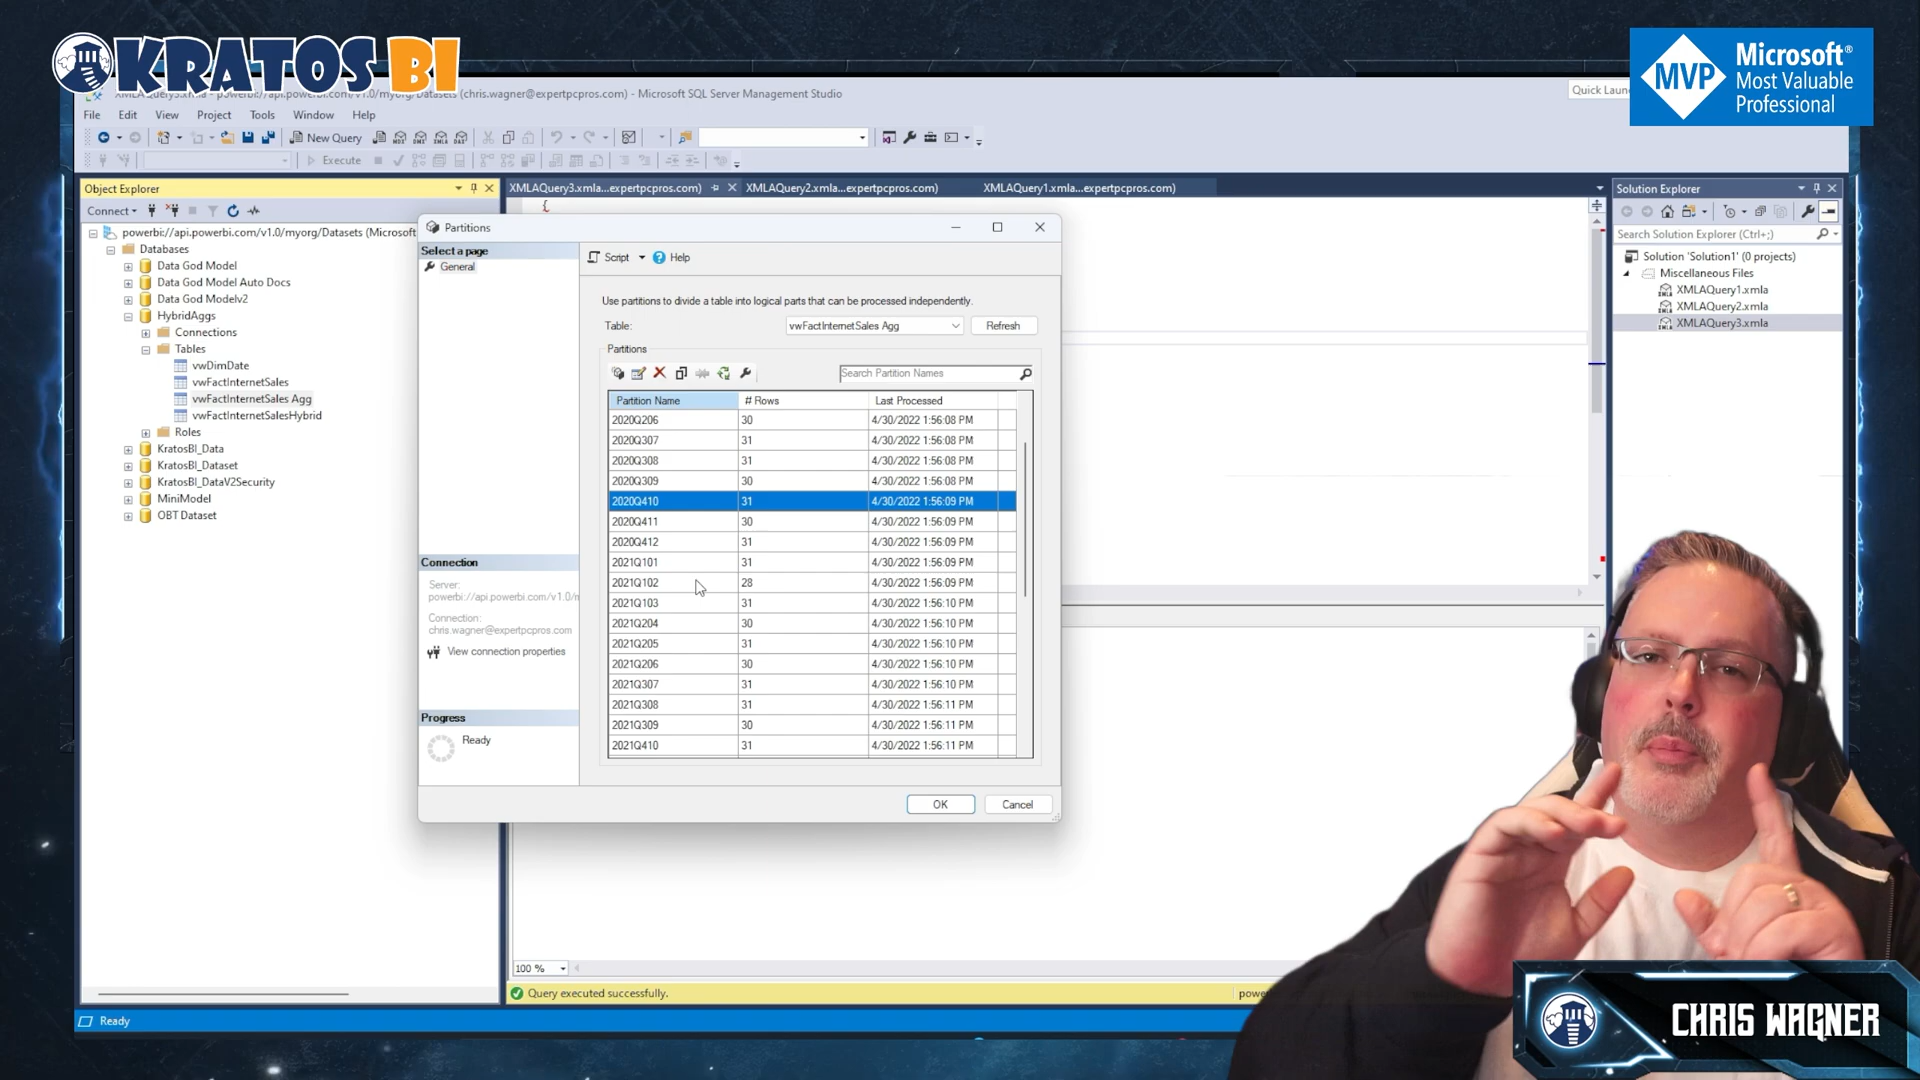 KRATOS BI
MVP
Microsoft®
Most Valuable
Professional
powerbi://api.powerbi.com/v1.0/myorg/Datasets (chris.wagner@expertpcpros.com) - Microsoft SQL Server Management Studio
Quick Laun
File Edit View Project Tools Window Help
New Query
Execute
Object Explorer
XMLAQuery3.xmla...expertpcpros.com)
XMLAQuery2.xmla...expertpcpros.com)
XMLAQuery1.xmla...expertpcpros.com)
{
Connect
powerbi://api.powerbi.com/v1.0/myorg/Datasets (Microsoft
Databases
Data God Model
Data God Model Auto Docs
Data God Modelv2
HybridAggs
Connections
Tables
vwDimDate
vwFactInternetSales
vwFactInternetSales Agg
vwFactInternetSalesHybrid
Roles
KratosBI_Data
KratosBI_Dataset
KratosBI_DataV2Security
MiniModel
OBT Dataset
Partitions
Select a page
General
Script
Help
Use partitions to divide a table into logical parts that can be processed independently.
Table:
vwFactInternetSales Agg
Refresh
Partitions
Search Partition Names
Partition Name # Rows Last Processed
2020Q206 30 4/30/2022 1:56:08 PM
2020Q307 31 4/30/2022 1:56:08 PM
2020Q308 31 4/30/2022 1:56:08 PM
2020Q309 30 4/30/2022 1:56:08 PM
2020Q410 31 4/30/2022 1:56:09 PM
2020Q411 30 4/30/2022 1:56:09 PM
2020Q412 31 4/30/2022 1:56:09 PM
2021Q101 31 4/30/2022 1:56:09 PM
2021Q102 28 4/30/2022 1:56:09 PM
2021Q103 31 4/30/2022 1:56:10 PM
2021Q204 30 4/30/2022 1:56:10 PM
2021Q205 31 4/30/2022 1:56:10 PM
2021Q206 30 4/30/2022 1:56:10 PM
2021Q307 31 4/30/2022 1:56:10 PM
2021Q308 31 4/30/2022 1:56:11 PM
2021Q309 30 4/30/2022 1:56:11 PM
2021Q410 31 4/30/2022 1:56:11 PM
Connection
Server:
powerbi://api.powerbi.com/v1.0/m
Connection:
chris.wagner@expertpcpros.com
View connection properties
Progress
Ready
OK
Cancel
Solution Explorer
Search Solution Explorer (Ctrl+;)
Solution 'Solution1' (0 projects)
Miscellaneous Files
XMLAQuery1.xmla
XMLAQuery2.xmla
XMLAQuery3.xmla
100 %
Query executed successfully.
powe
Ready
CHRIS WAGNER